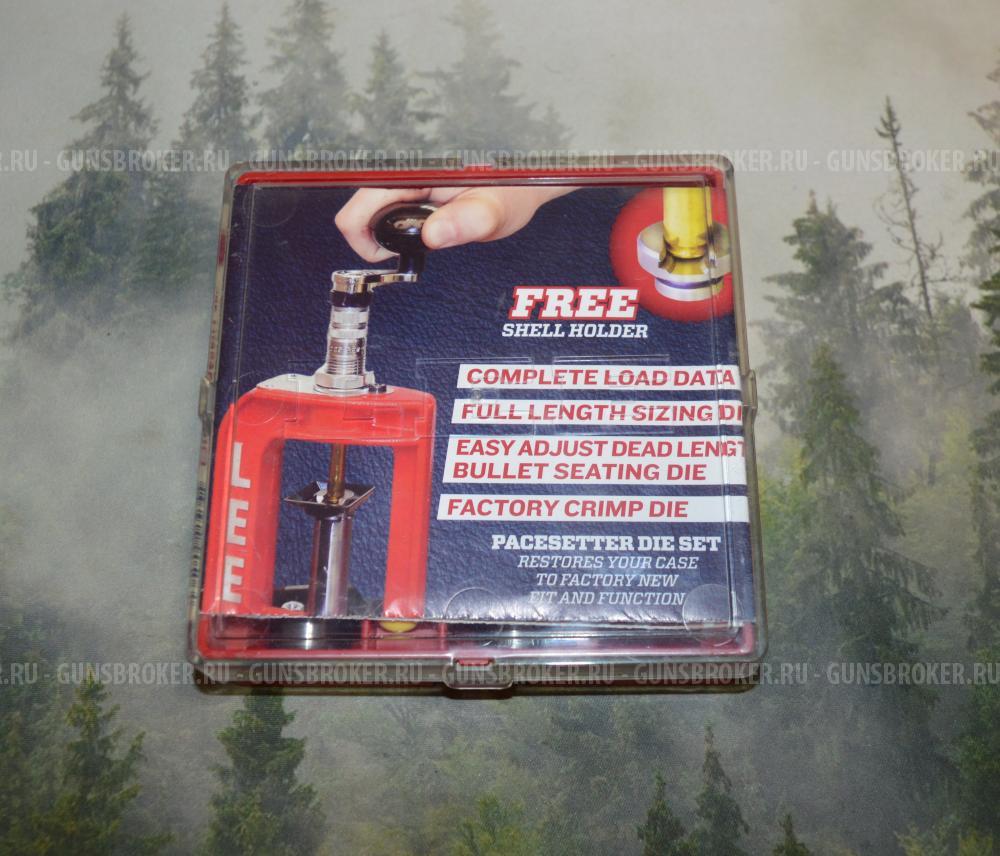 .RU - GUNSBROKER.RU - GUNSBROKER.RU - GUNSBROKER.RU - GUNSBROKER.RU - GUNSBROKER.RU
FREE
SHELL HOLDER
COMPLETE LOAD DATA
FULL LENGTH SIZING DI
EASY ADJUST DEAD LENGT
BULLET SEATING DIE
FACTORY CRIMP DIE
LEE
PACESETTER DIE SET
RESTORES YOUR CASE
TO FACTORY NEW
FIT AND FUNCTION
.RU - GUNSBROKER.RU - GUNSBROKER.RU - GUNSBROKER.RU - GUNSBROKER.RU - GUNSBROKER.RU